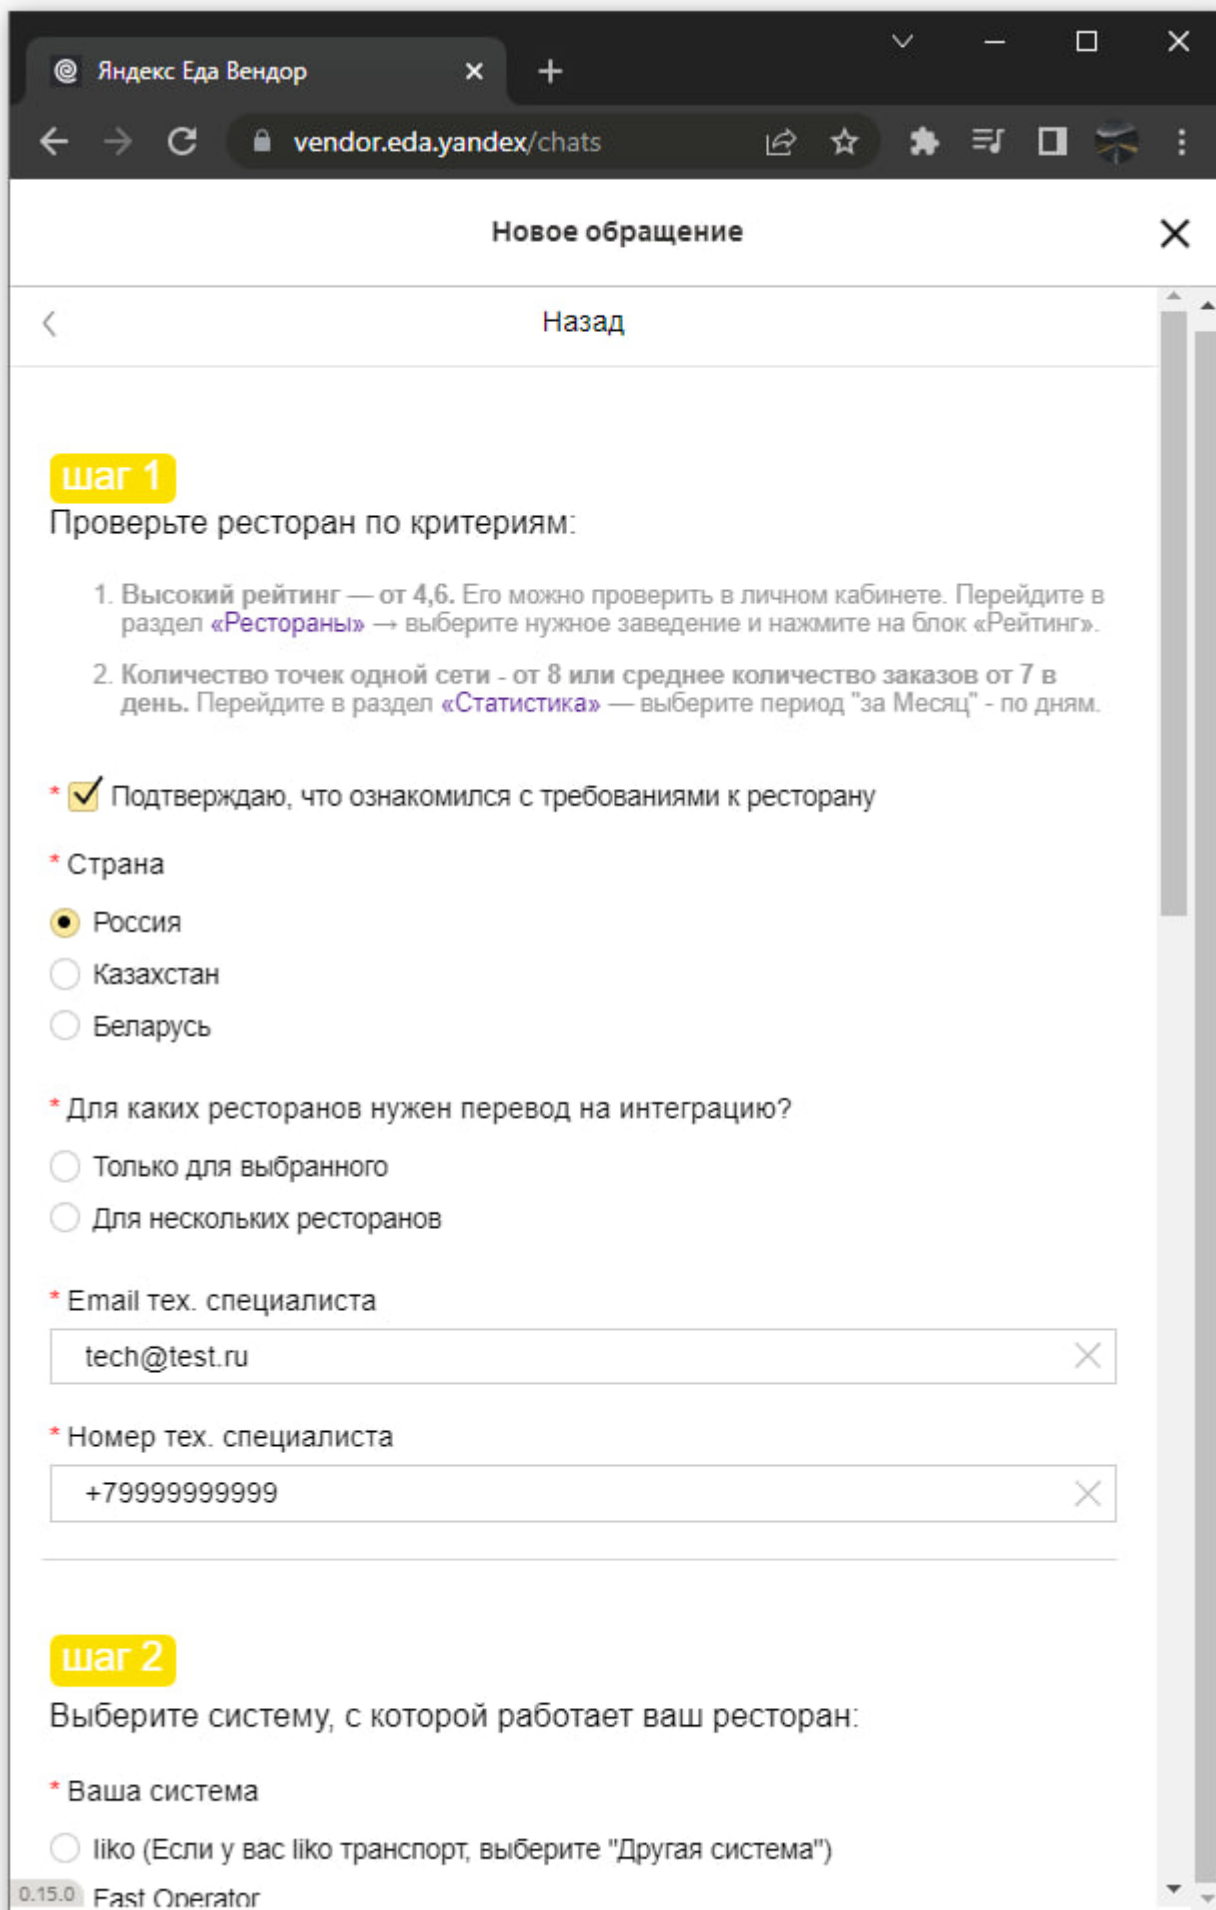 Яндекс Еда Вендор
vendor.eda.yandex/chats
Новое обращение
Назад
шаг 1
Проверьте ресторан по критериям:
1. Высокий рейтинг — от 4,6. Его можно проверить в личном кабинете. Перейдите в
раздел «Рестораны» → выберите нужное заведение и нажмите на блок «Рейтинг».
2. Количество точек одной сети - от 8 или среднее количество заказов от 7 в
день. Перейдите в раздел «Статистика» — выберите период "за Месяц" - по дням.
* Подтверждаю, что ознакомился с требованиями к ресторану
* Страна
Россия
Казахстан
Беларусь
* Для каких ресторанов нужен перевод на интеграцию?
Только для выбранного
Для нескольких ресторанов
* Email тех. специалиста
tech@test.ru
* Номер тех. специалиста
+79999999999
шаг 2
Выберите систему, с которой работает ваш ресторан:
* Ваша система
Iiko (Если у вас Iiko транспорт, выберите "Другая система")
0.15.0
Fast Operator